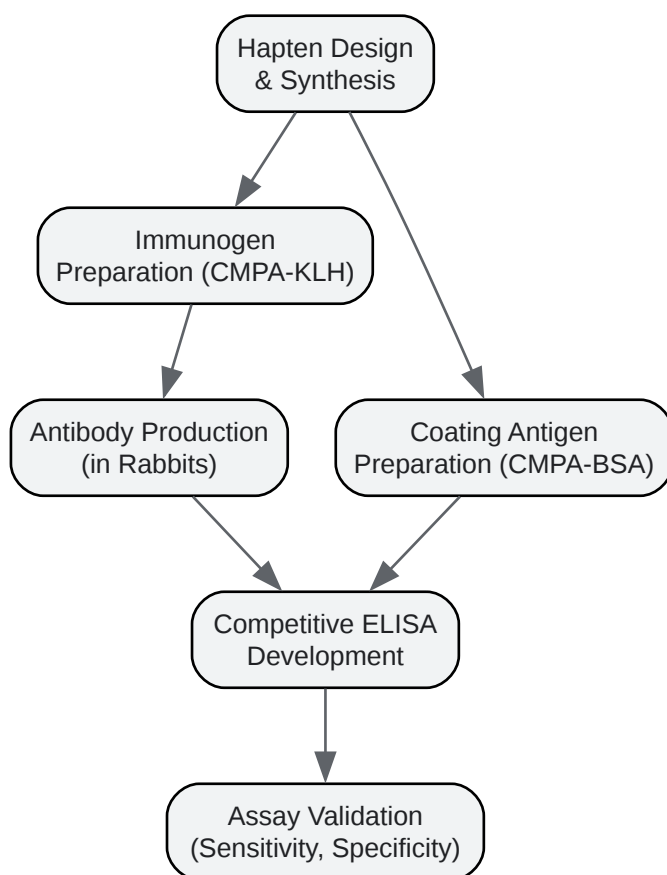 Hapten Design
& Synthesis
Immunogen
Preparation (CMPA-KLH)
Antibody Production
(in Rabbits)
Coating Antigen
Preparation (CMPA-BSA)
Competitive ELISA
Development
Assay Validation
(Sensitivity, Specificity)